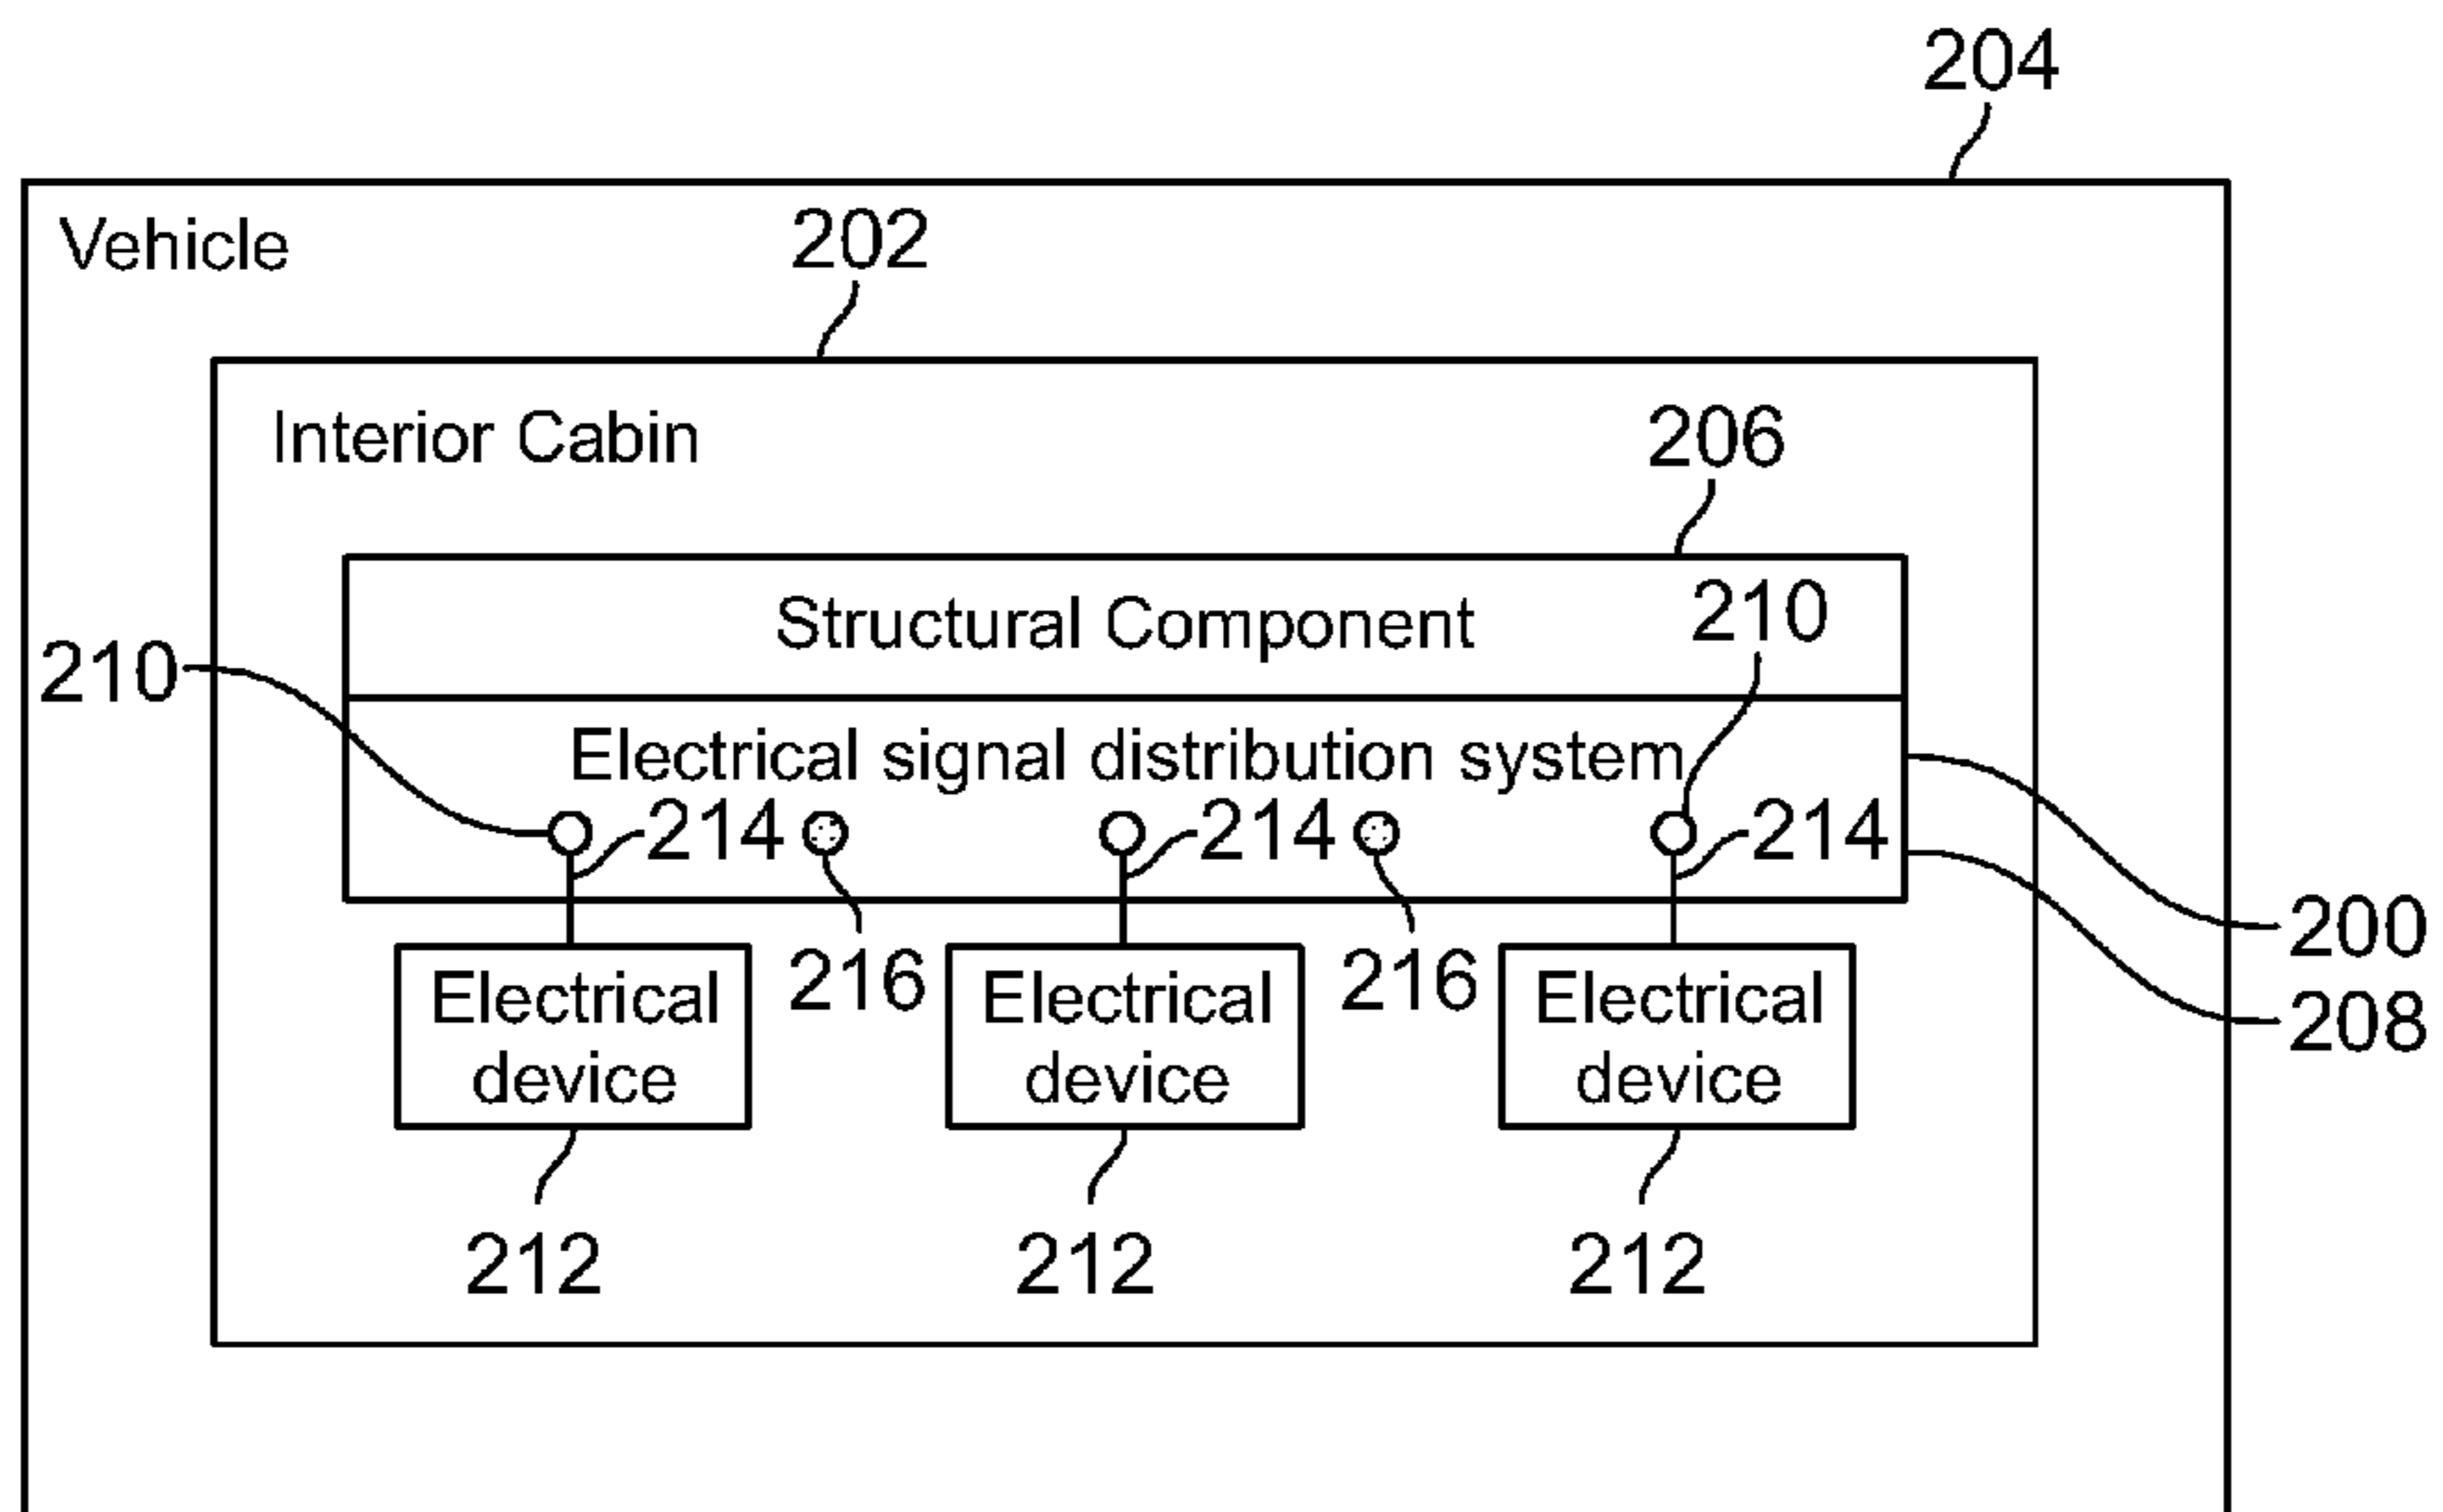 204
Vehicle
202
Interior Cabin
206
Structural Component
210
210
Electrical signal distribution system
214
214
214
200
216
216
208
Electrical
device
Electrical
device
Electrical
device
212
212
212